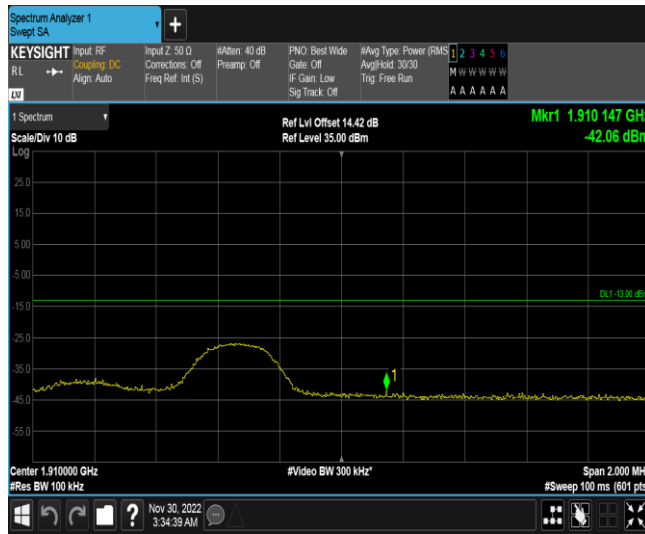 Spectrum Analyzer 1
Swept SA
+
KEYSIGHT Input: RF Input Z: 50 Ω #Atten: 40 dB PNO: Best Wide #Avg Type: Power (RMS 1 2 3 4 5 6
RL Coupling: DC Corrections: Off Preamp: Off Gate: Off Avg|Hold: 30/30 M W W W W W
Align: Auto Freq Ref: Int (S) IF Gain: Low Trig: Free Run
Sig Track: Off A A A A A A
LXI
1 Spectrum Ref Lvl Offset 14.42 dB Mkr1 1.910 147 GH
Scale/Div 10 dB Ref Level 35.00 dBm -42.06 dBm
Log
25.0
15.0
5.00
-5.00
DL1 -13.00 dB
-15.0
-25.0
-35.0
1
-45.0
-55.0
Center 1.910000 GHz #Video BW 300 kHz* Span 2.000 MH
#Res BW 100 kHz #Sweep 100 ms (601 pts
? Nov 30, 2022
3:34:39 AM